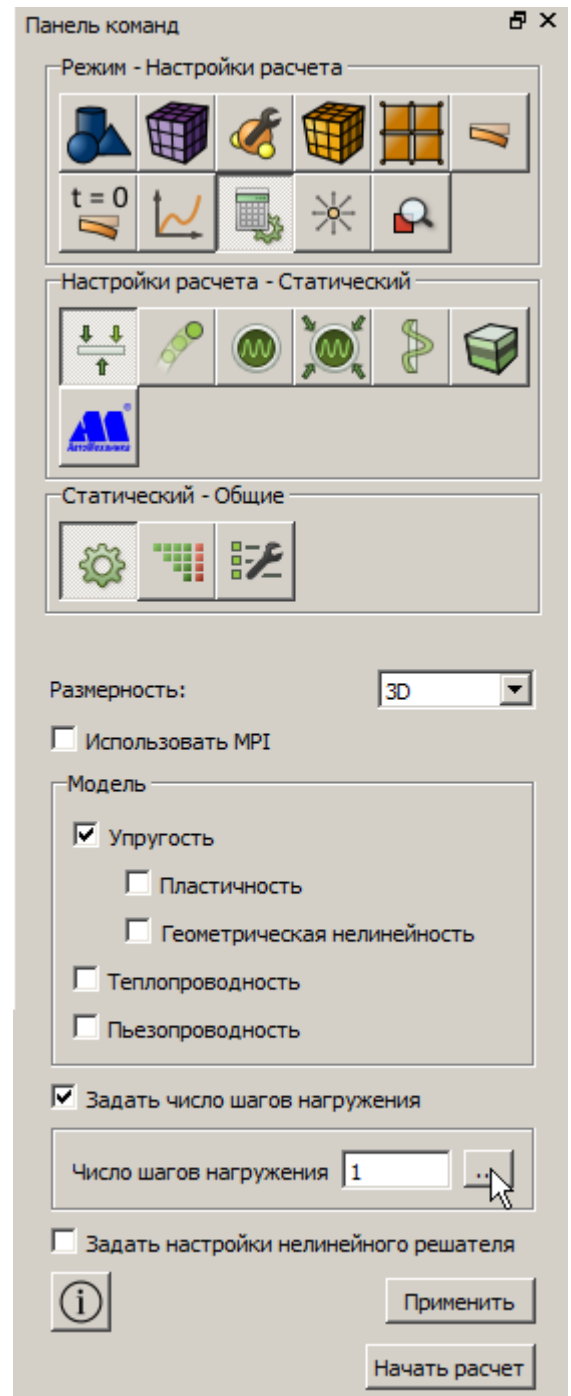 Панель команд
Режим - Настройки расчета
t = 0
Настройки расчета - Статический
АвтоМеханика
Статический - Общие
Размерность: 3D
Использовать MPI
Модель
Упругость
Пластичность
Геометрическая нелинейность
Теплопроводность
Пьезопроводность
Задать число шагов нагружения
Число шагов нагружения 1 ...
Задать настройки нелинейного решателя
Применить
Начать расчет